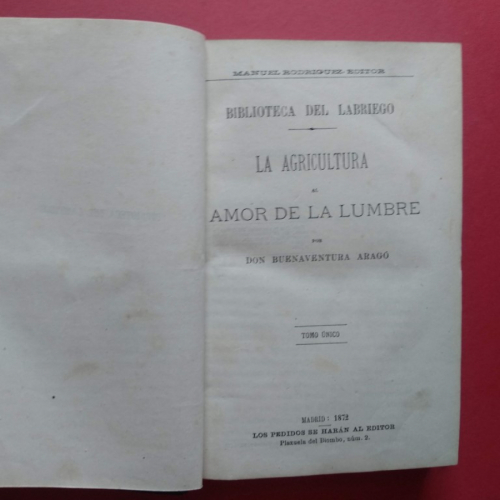 MANUEL RODRIGUEZ EDITOR
BIBLIOTECA DEL LABRIEGO
LA AGRICULTURA
AL
AMOR DE LA LUMBRE
POR
DON BUENAVENTURA ARAGÓ
TOMO ÚNICO
MADRID: 1872
LOS PEDIDOS SE HARÁN AL EDITOR
Plazuela del Biombo, núm. 2.